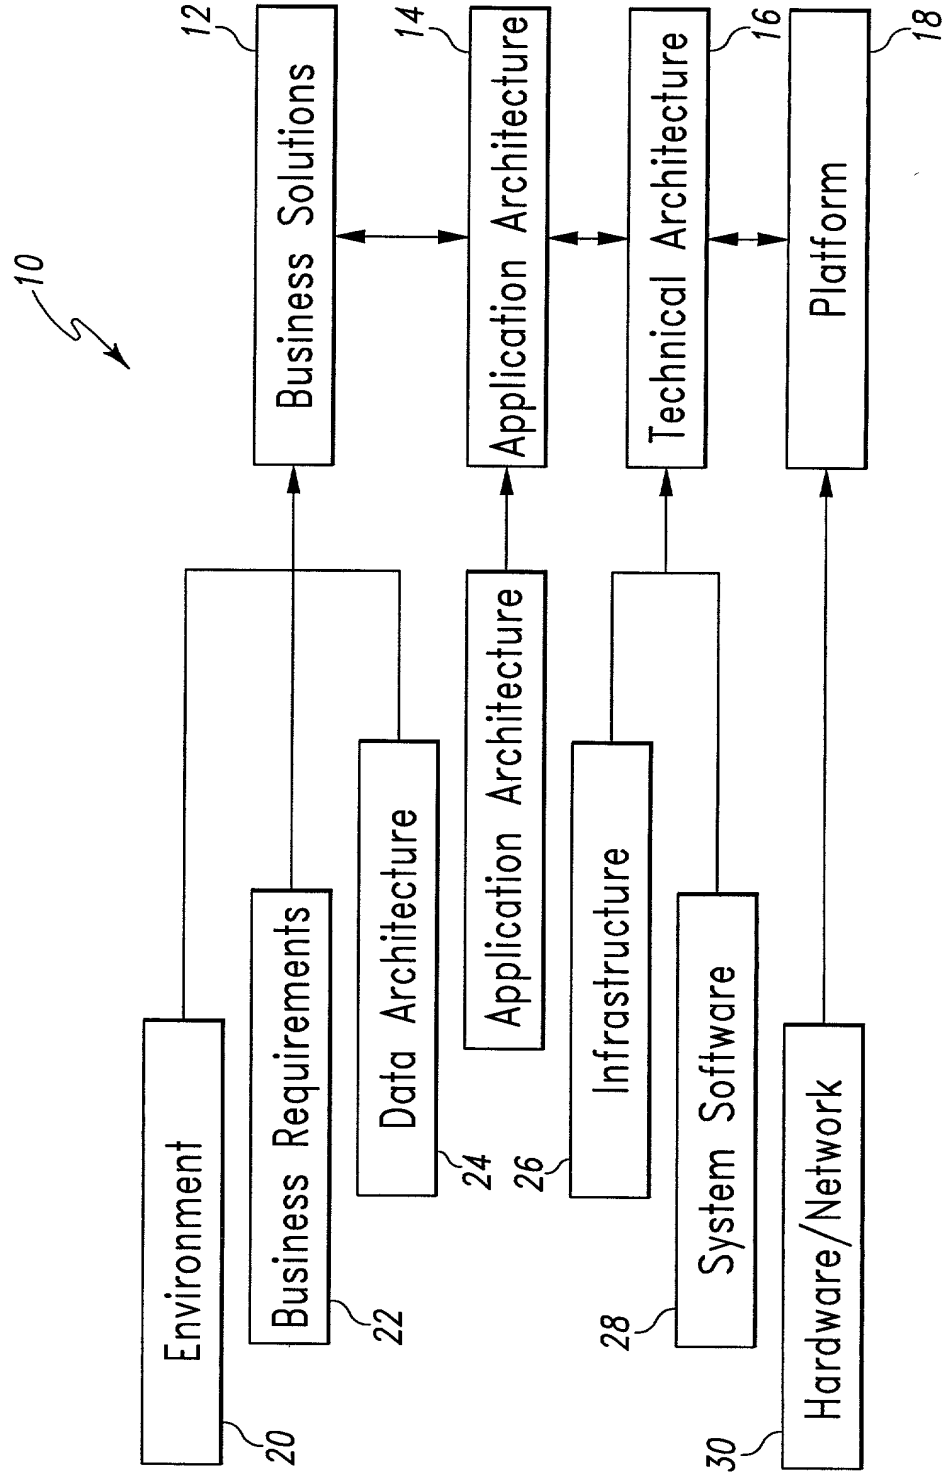 10
Environment
20
Business Requirements
22
Data Architecture
24
Application Architecture
Infrastructure
26
System Software
28
Hardware/Network
30
Business Solutions
12
Application Architecture
14
Technical Architecture
16
Platform
18